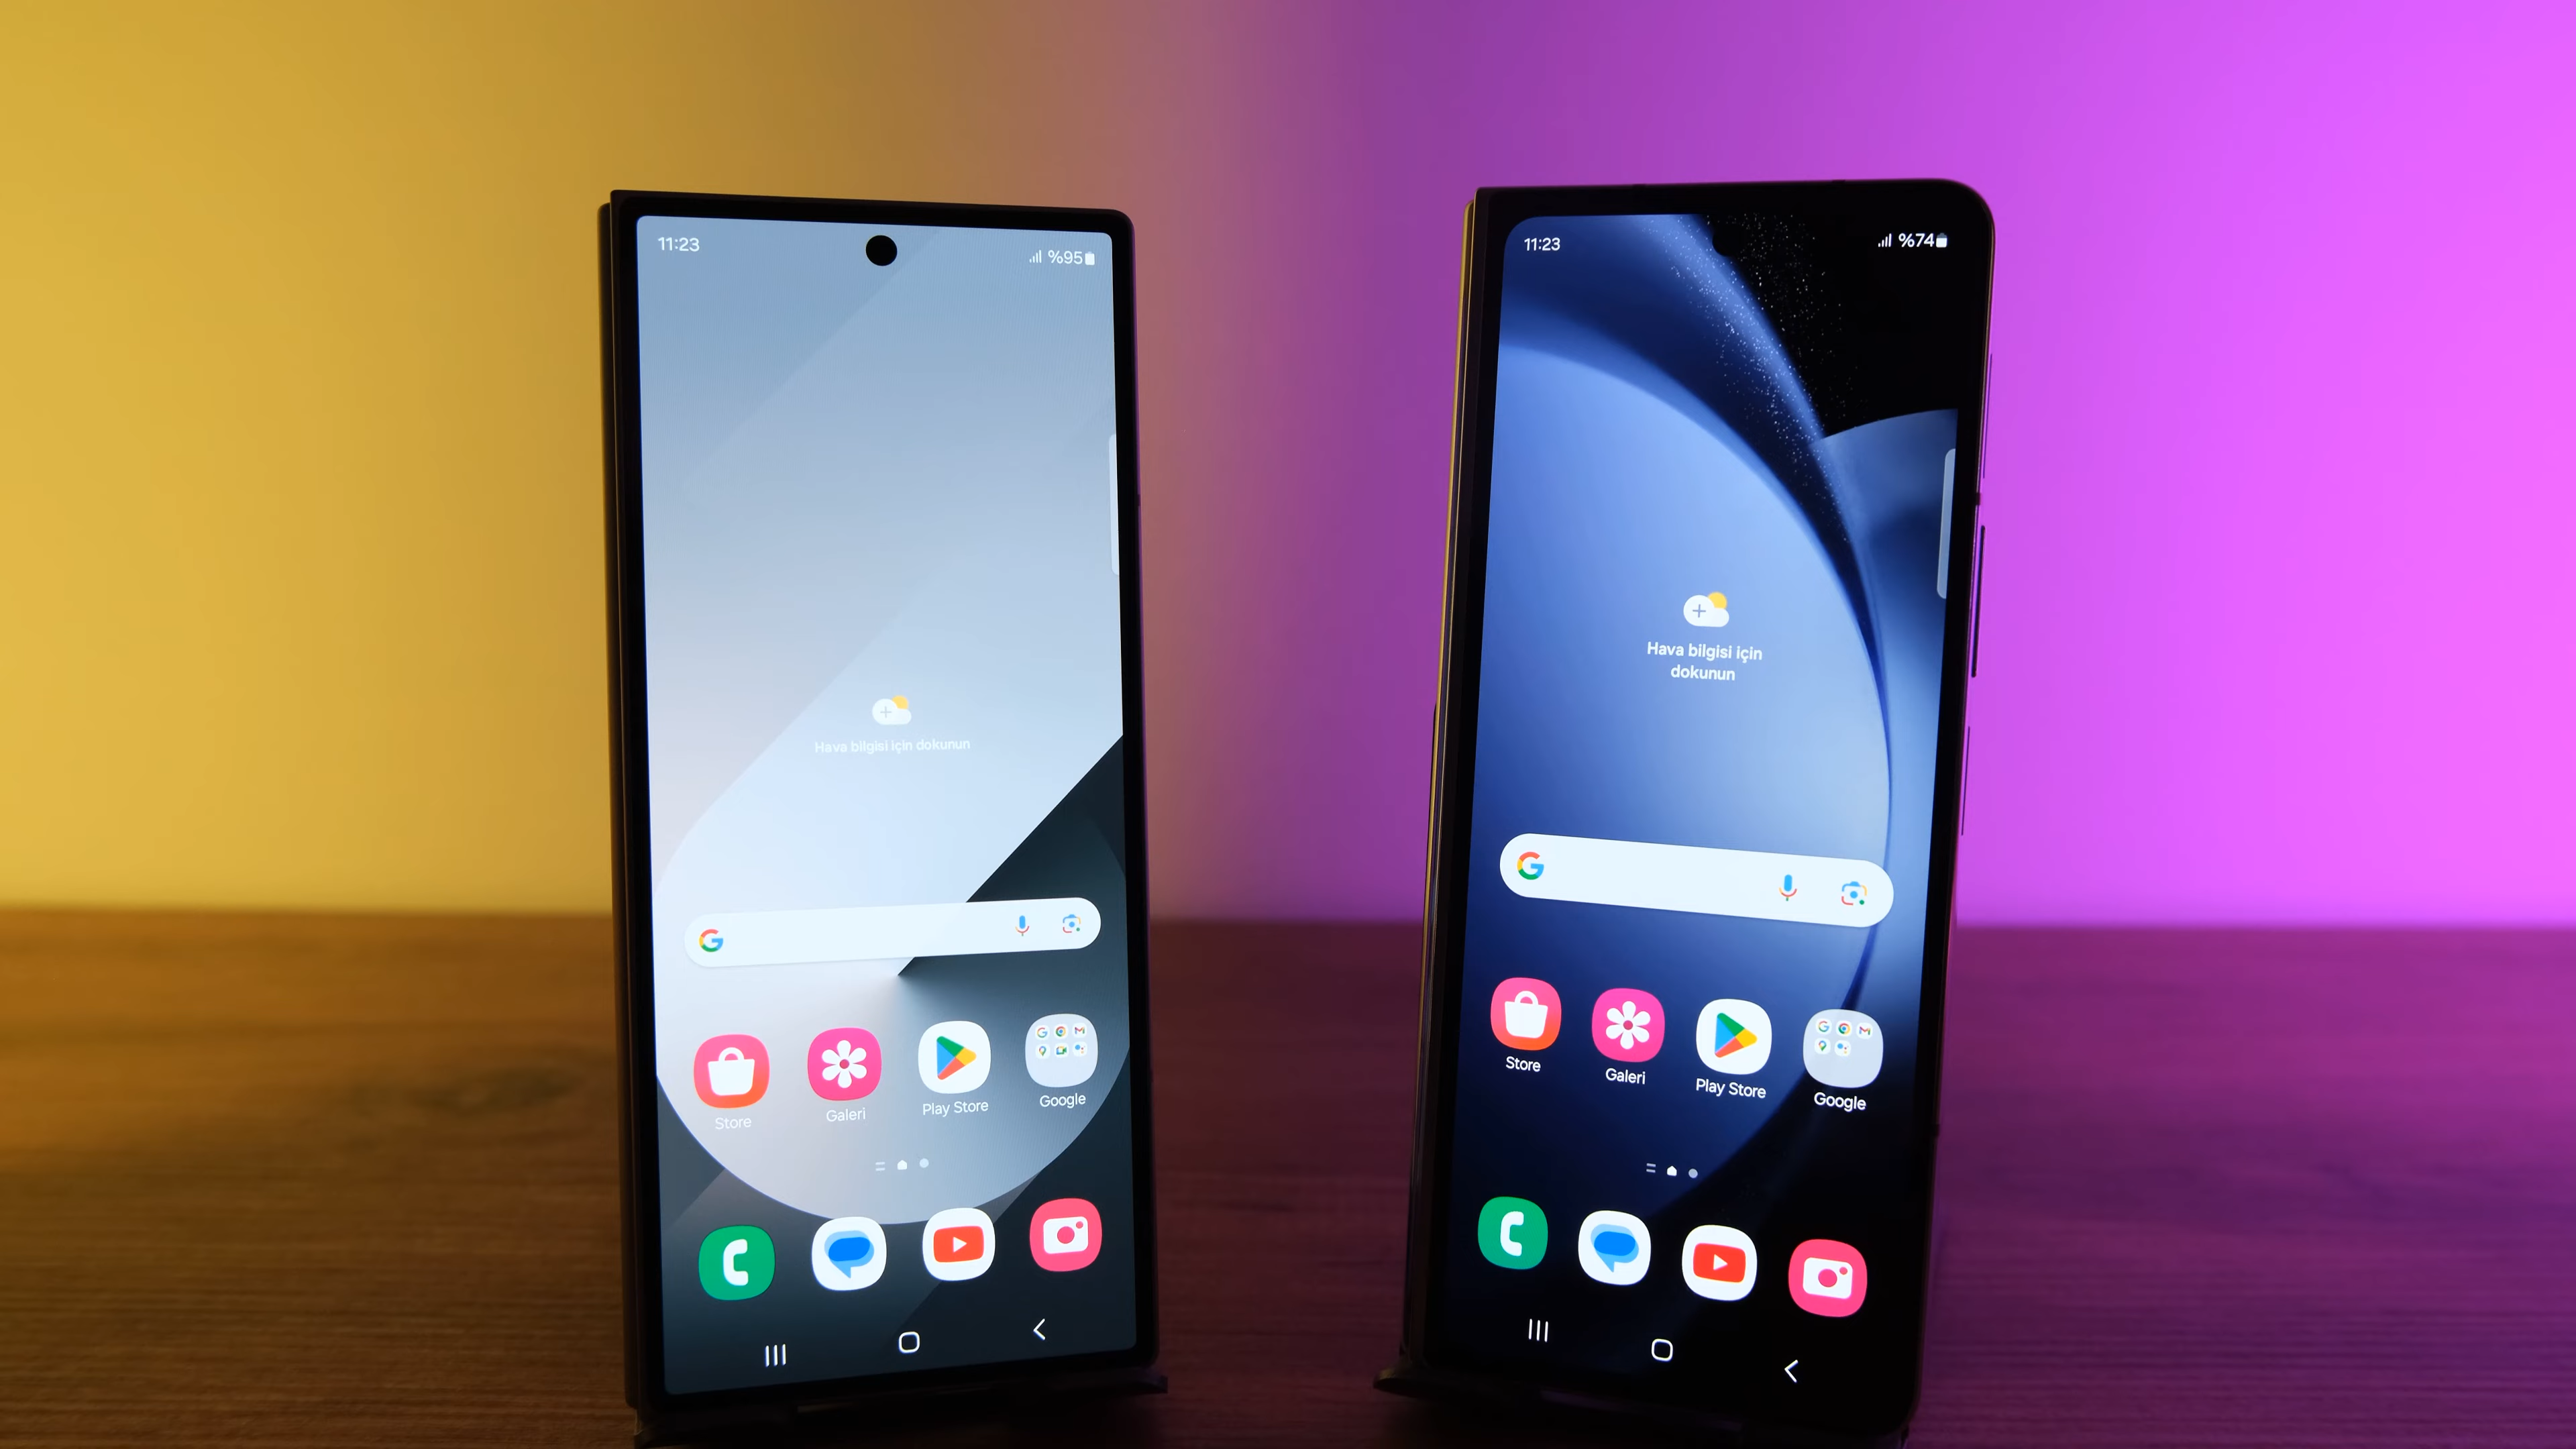 11:23
%95
Hava bilgisi için dokunun
Store
Galeri
Play Store
Google
11:23
%74
Hava bilgisi için
dokunun
Store
Galeri
Play Store
Google